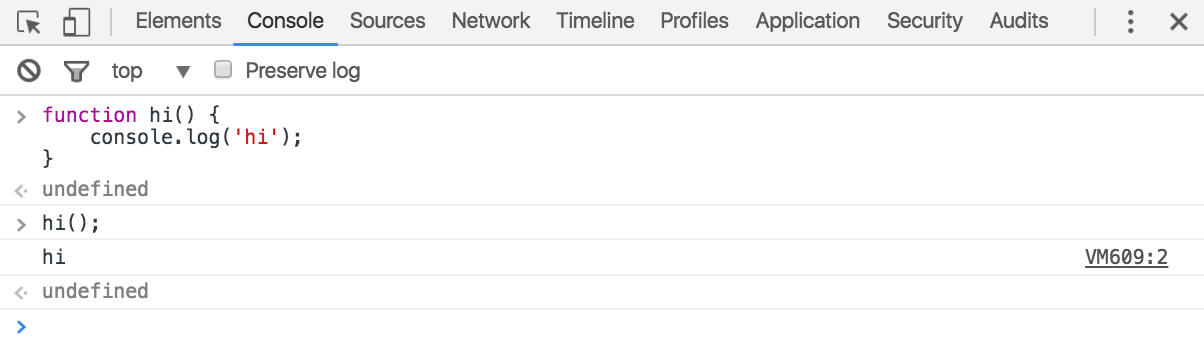 Elements Console Sources Network Timeline Profiles Application Security Audits
top Preserve log
function hi() {
    console.log('hi');
}
undefined
hi();
hi VM609:2
undefined